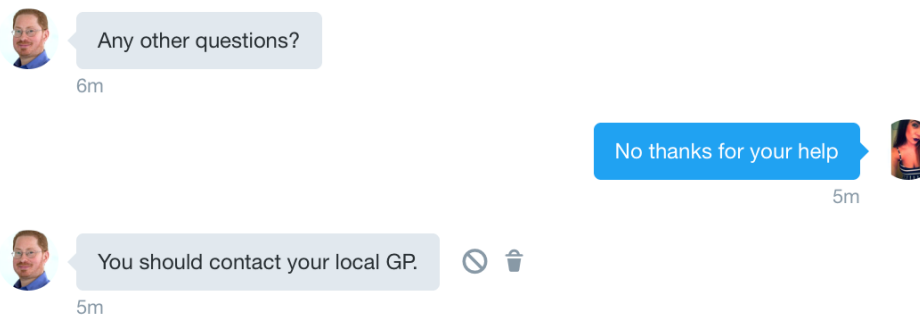 Any other questions?
6m
No thanks for your help
5m
You should contact your local GP.
5m